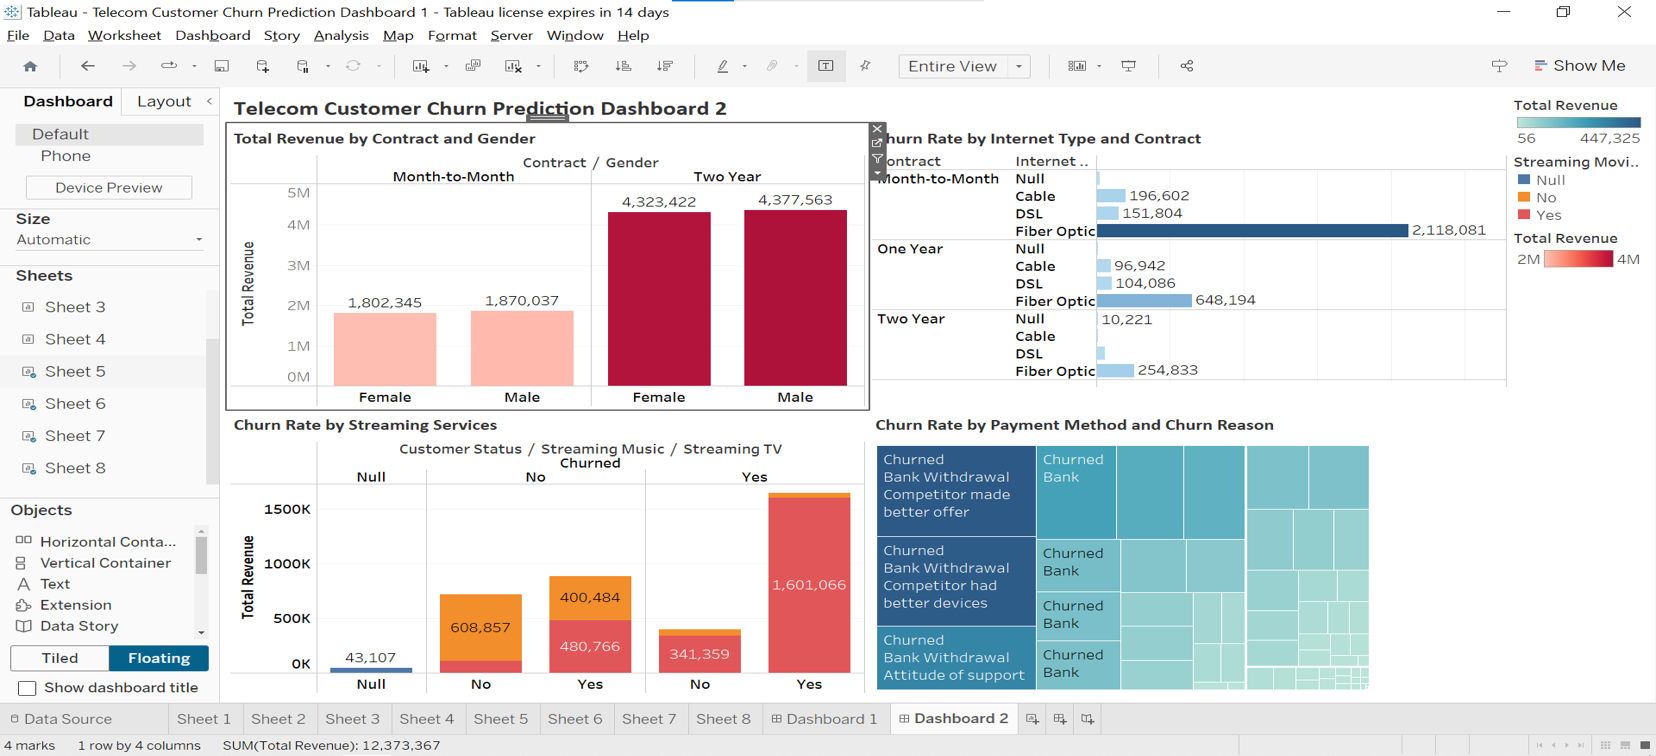 Tableau - Telecom Customer Churn Prediction Dashboard 1 - Tableau license expires in 14 days
File Data Worksheet Dashboard Story Analysis Map Format Server Window Help
Entire View
Show Me
Dashboard Layout
Default
Phone
Device Preview
Size
Automatic
Sheets
Sheet 3
Sheet 4
Sheet 5
Sheet 6
Sheet 7
Sheet 8
Objects
Horizontal Conta...
Vertical Container
Text
Extension
Data Story
Tiled Floating
Show dashboard title
Telecom Customer Churn Prediction Dashboard 2
Total Revenue by Contract and Gender
Contract / Gender
Month-to-Month Two Year
Total Revenue
5M
4M
3M
2M
1M
0M
1,802,345 1,870,037 4,323,422 4,377,563
Female Male Female Male
Churn Rate by Internet Type and Contract
Contract Internet ..
Month-to-Month Null
Cable 196,602
DSL 151,804
Fiber Optic 2,118,081
One Year Null
Cable 96,942
DSL 104,086
Fiber Optic 648,194
Two Year Null 10,221
Cable
DSL
Fiber Optic 254,833
Total Revenue
56 447,325
Streaming Movi..
Null
No
Yes
Total Revenue
2M 4M
Churn Rate by Streaming Services
Customer Status / Streaming Music / Streaming TV
Churned
Null No Yes
Total Revenue
1500K
1000K
500K
0K
43,107
608,857
400,484
480,766
341,359
1,601,066
Null No Yes No Yes
Churn Rate by Payment Method and Churn Reason
Churned
Bank Withdrawal
Competitor made
better offer
Churned
Bank Withdrawal
Competitor had
better devices
Churned
Bank Withdrawal
Attitude of support
Churned
Bank
Churned
Bank
Churned
Bank
Churned
Bank
Data Source Sheet 1 Sheet 2 Sheet 3 Sheet 4 Sheet 5 Sheet 6 Sheet 7 Sheet 8 Dashboard 1 Dashboard 2
4 marks 1 row by 4 columns SUM(Total Revenue): 12,373,367